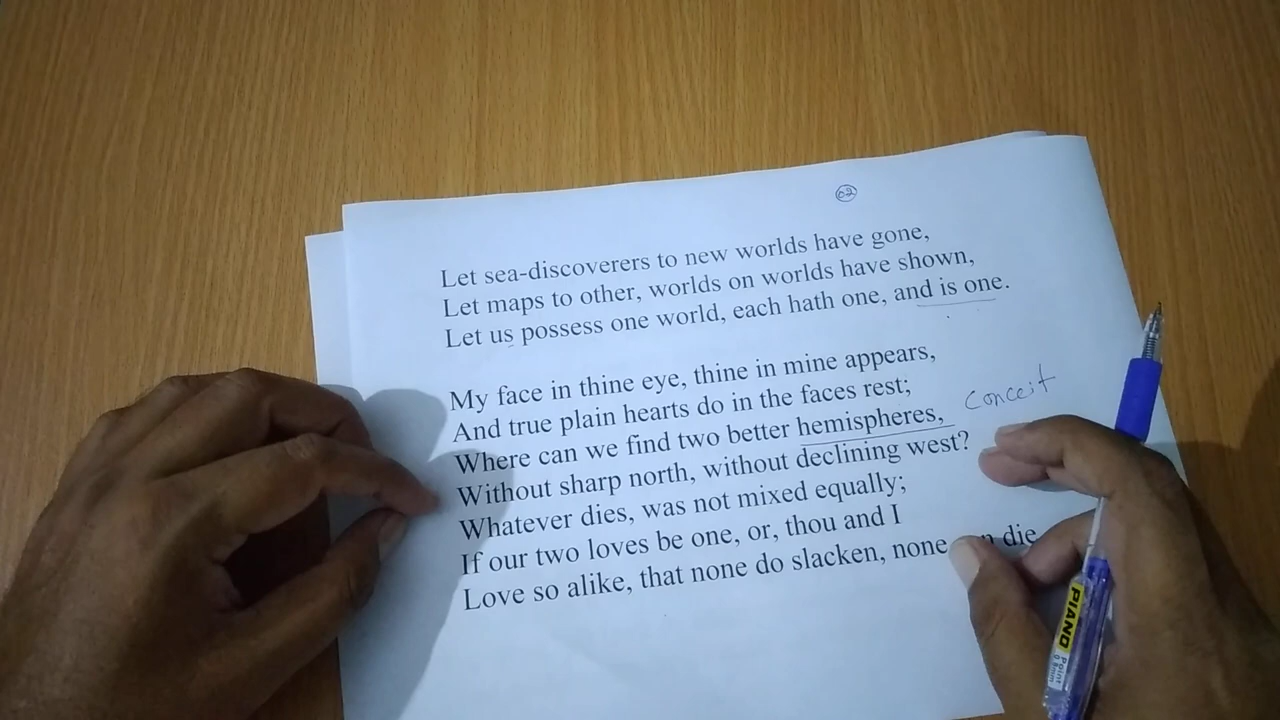 02
Let sea-discoverers to new worlds have gone,
Let maps to other, worlds on worlds have shown,
Let us possess one world, each hath one, and is one.
My face in thine eye, thine in mine appears,
And true plain hearts do in the faces rest;
Where can we find two better hemispheres,
conceit
Without sharp north, without declining west?
Whatever dies, was not mixed equally;
If our two loves be one, or, thou and I
Love so alike, that none do slacken, none die
PIANO
Point
0.8mm